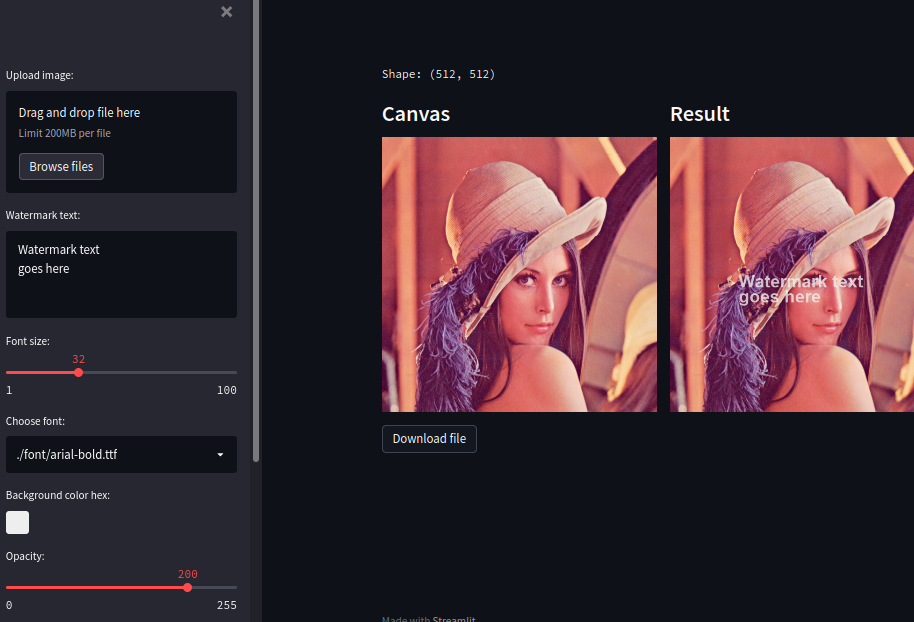 Upload image:
Drag and drop file here
Limit 200MB per file
Browse files
Watermark text:
Watermark text
goes here
Font size:
32
1 100
Choose font:
./font/arial-bold.ttf
Background color hex:
Opacity:
200
0 255
Shape: (512, 512)
Canvas Result
Watermark text
goes here
Download file
Made with Streamlit